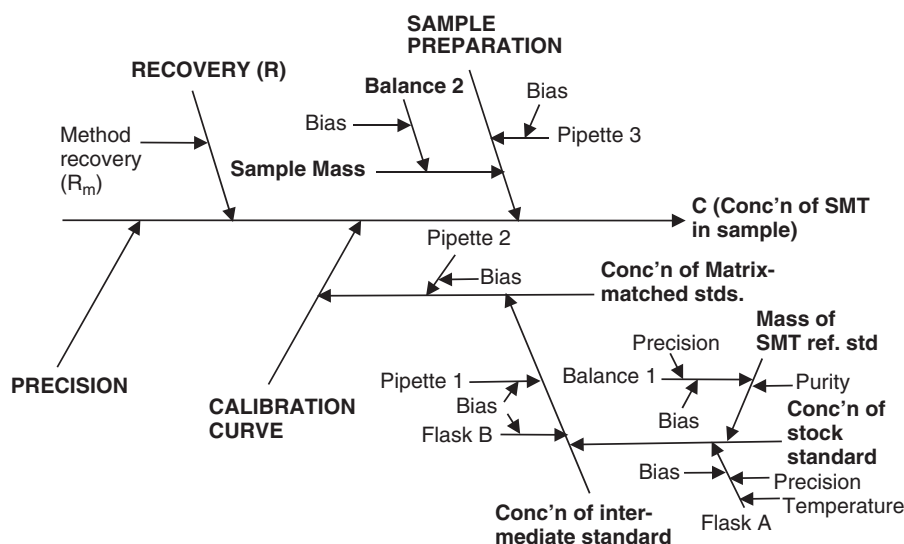 SAMPLE
PREPARATION
RECOVERY (R)
Balance 2
Bias
Bias
Pipette 3
Method
recovery
(Rm)
Sample Mass
C (Conc'n of SMT
in sample)
Pipette 2
Bias
Conc'n of Matrix-
matched stds.
Mass of
SMT ref. std
Precision
Balance 1
Purity
Bias
PRECISION
CALIBRATION
CURVE
Pipette 1
Bias
Flask B
Conc'n of
stock
standard
Bias
Precision
Temperature
Flask A
Conc'n of inter-
mediate standard